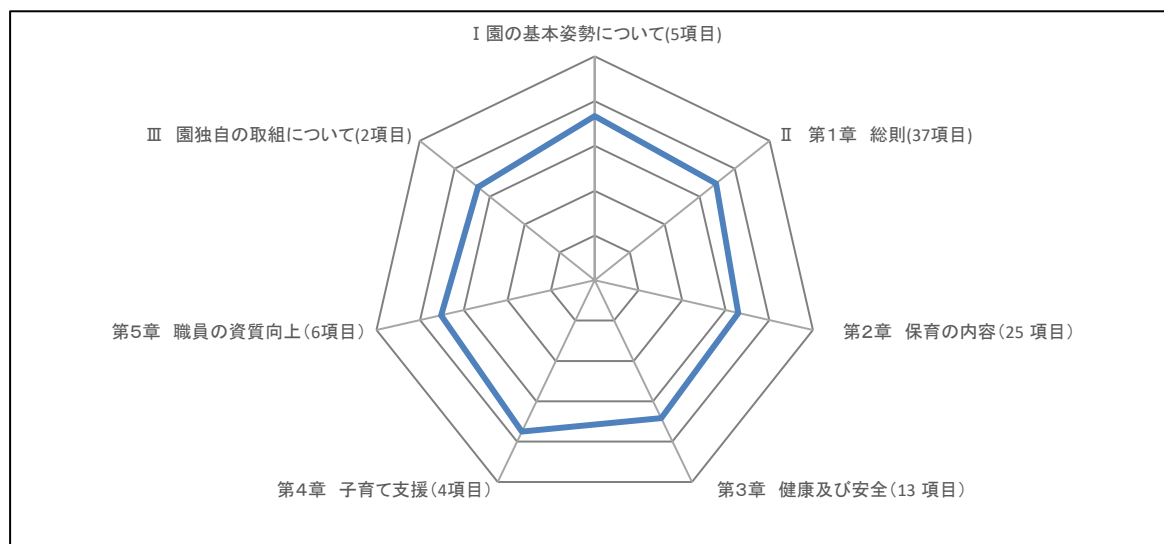 Ⅰ園の基本姿勢について(5項目)
Ⅱ　第１章　総則(37項目)
第２章　保育の内容（25 項目）
第３章　健康及び安全（13 項目）
第４章　子育て支援（4項目）
第５章　職員の資質向上（6項目）
Ⅲ　園独自の取組について(2項目)